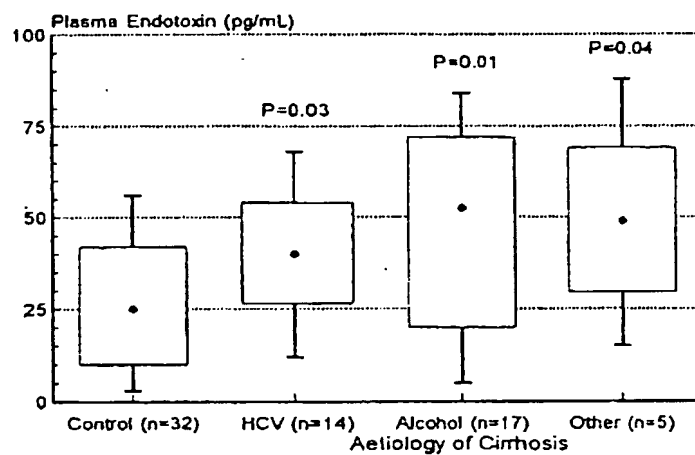 Plasma Endotoxin (pg/mL)
100
P=0.04
P=0.01
P=0.03
75
50
25
0
Control (n=32) HCV (n=14) Alcohol (n=17) Other (n=5)
Aetiology of Cirrhosis